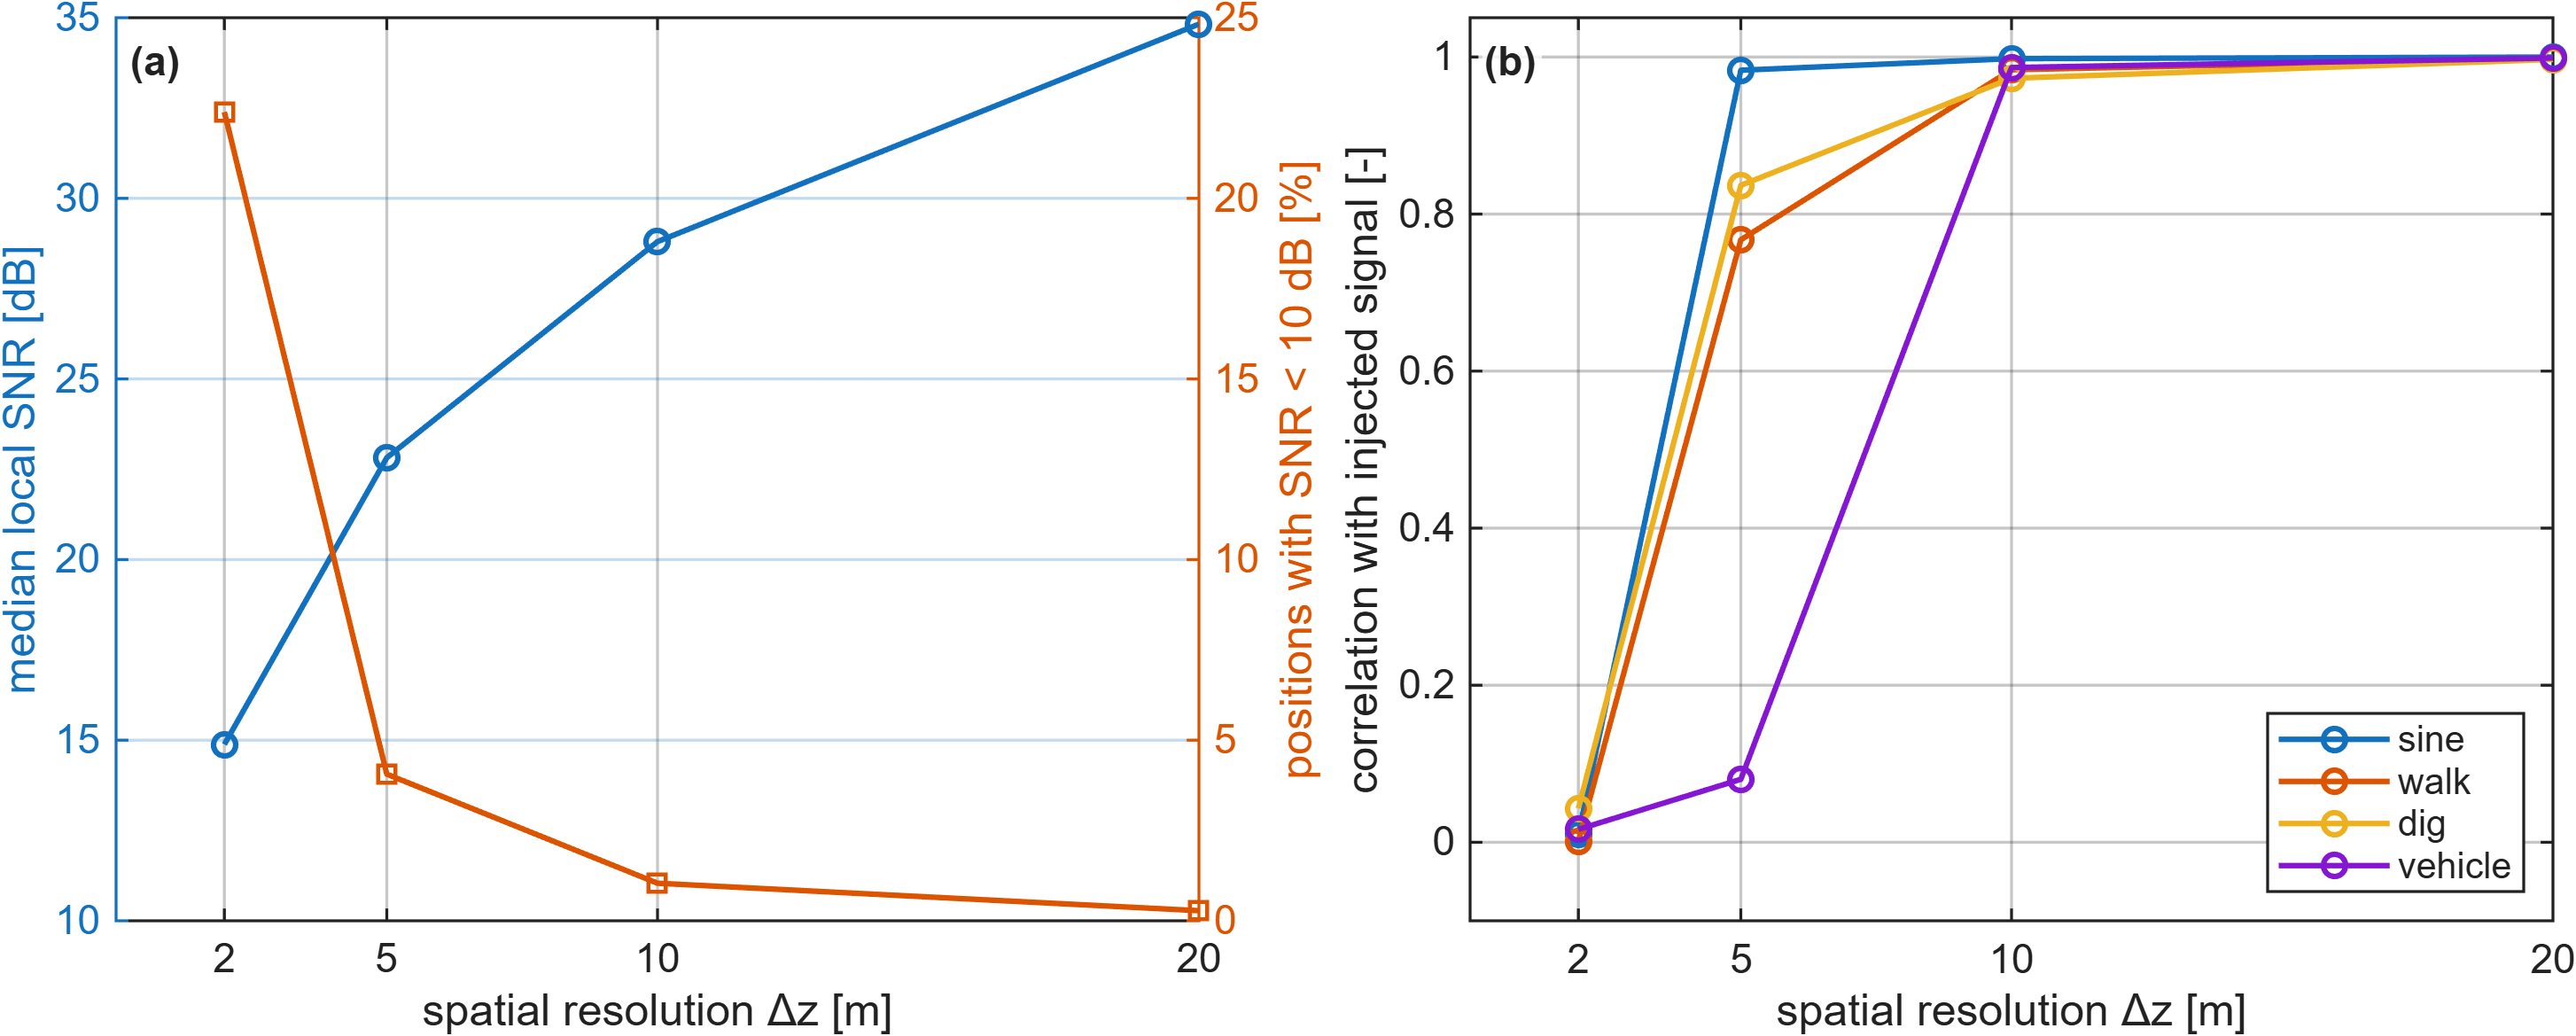 (a)
median local SNR [dB]
35
30
25
20
15
10
25
20
15
10
5
0
positions with SNR < 10 dB [%]
2
5
10
20
spatial resolution Δz [m]
(b)
correlation with injected signal [-]
1
0.8
0.6
0.4
0.2
0
2
5
10
20
spatial resolution Δz [m]
sine
walk
dig
vehicle